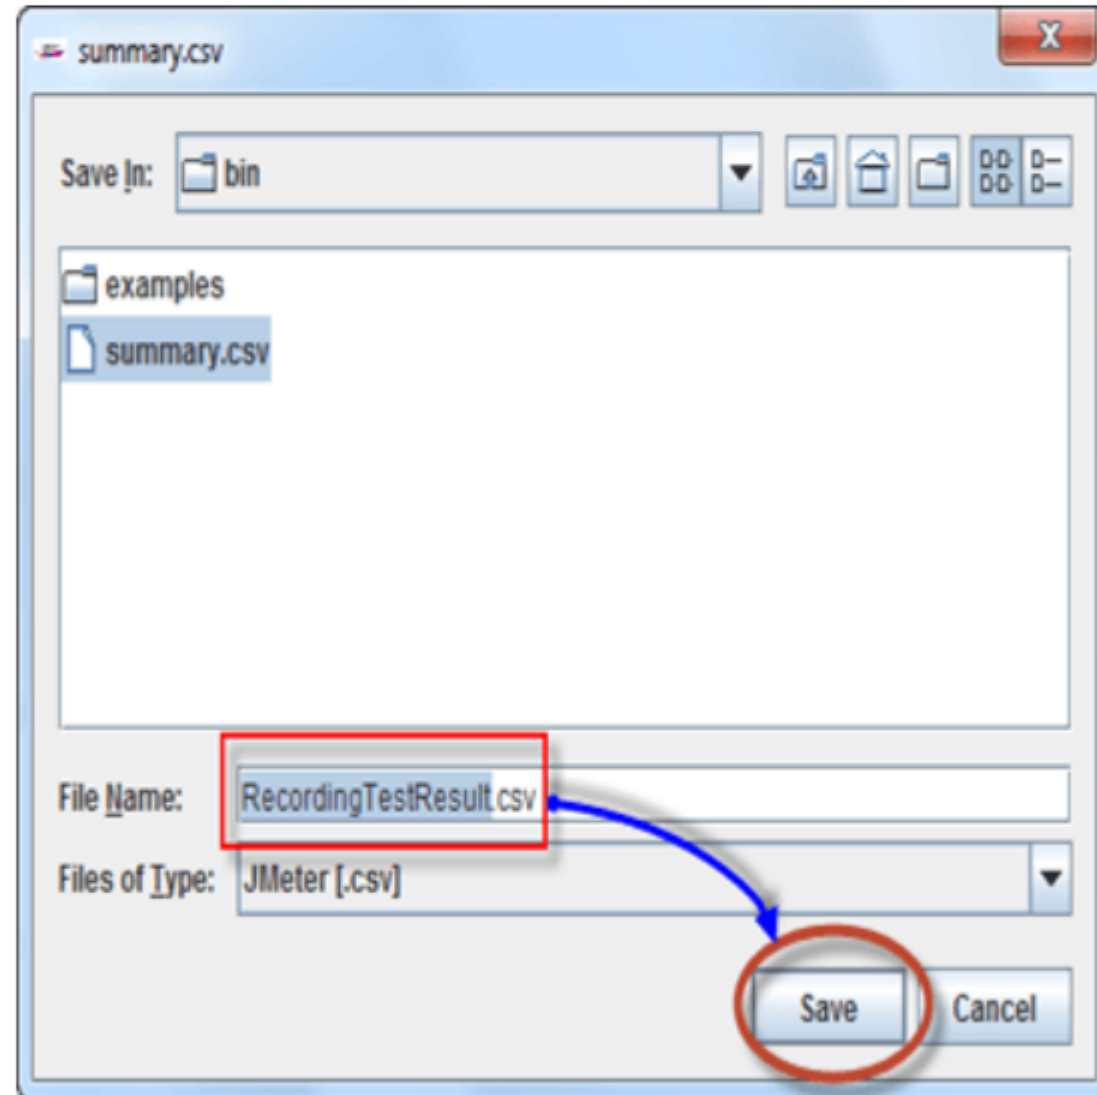 summary.csv
X
Save In: bin
examples
summary.csv
File Name: RecordingTestResult.csv
Files of Type: JMeter [.csv]
Save Cancel